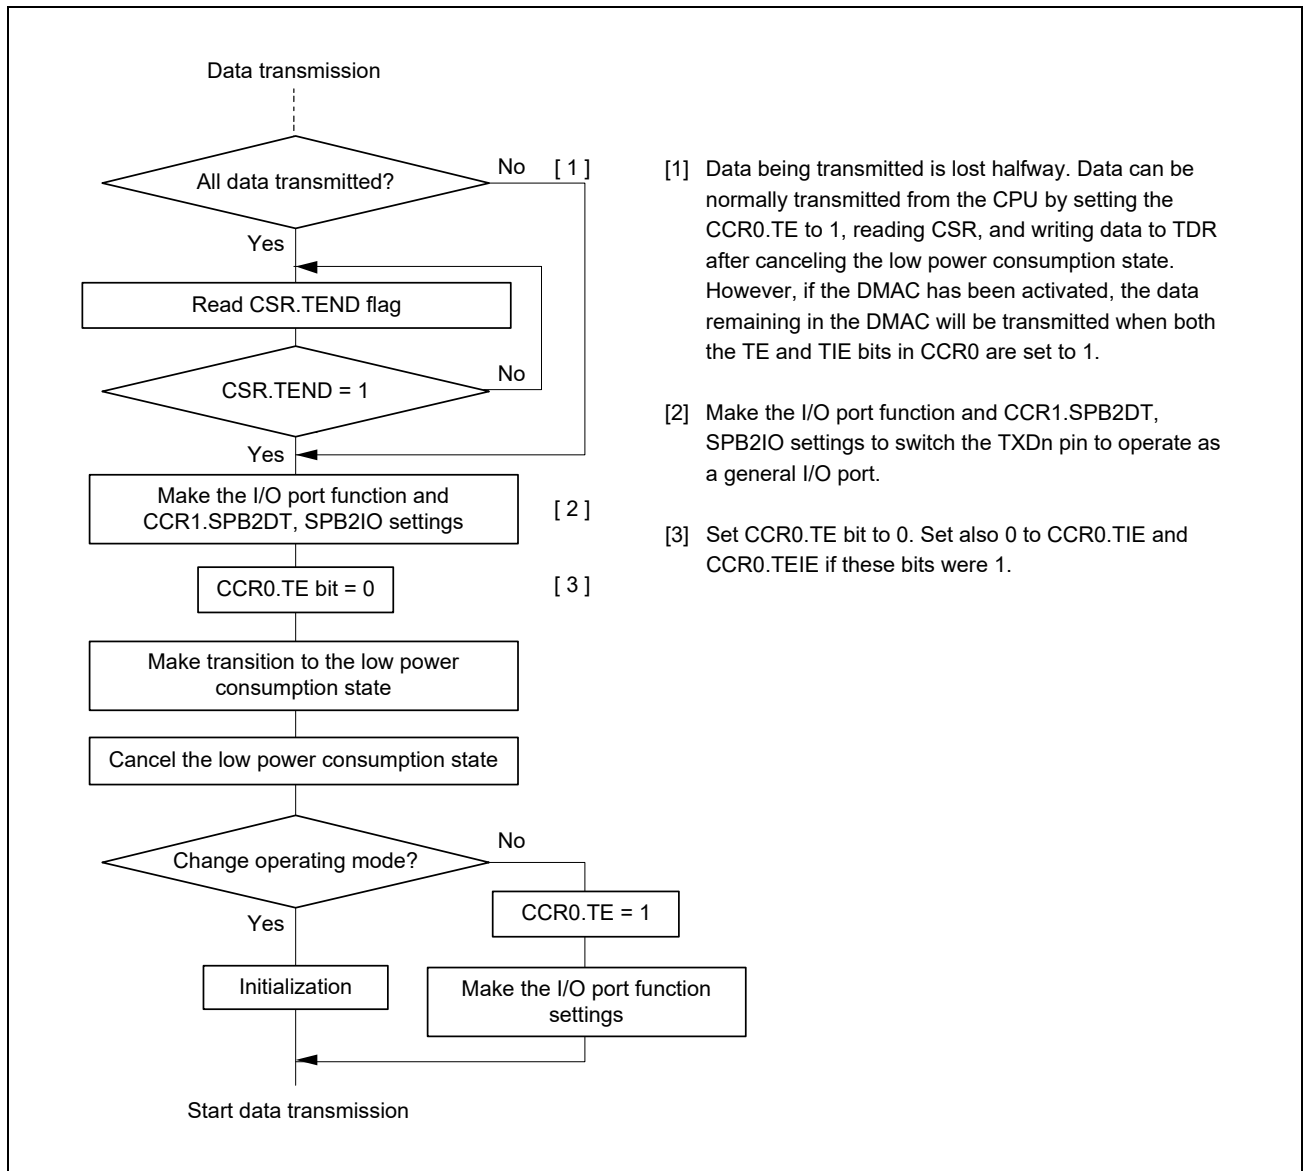 Data transmission
All data transmitted?
No
[ 1 ]
Yes
Read CSR.TEND flag
CSR.TEND = 1
No
Yes
Make the I/O port function and
CCR1.SPB2DT, SPB2IO settings
[ 2 ]
CCR0.TE bit = 0
[ 3 ]
Make transition to the low power
consumption state
Cancel the low power consumption state
Change operating mode?
No
Yes
CCR0.TE = 1
Initialization
Make the I/O port function
settings
Start data transmission
[1] Data being transmitted is lost halfway. Data can be
normally transmitted from the CPU by setting the
CCR0.TE to 1, reading CSR, and writing data to TDR
after canceling the low power consumption state.
However, if the DMAC has been activated, the data
remaining in the DMAC will be transmitted when both
the TE and TIE bits in CCR0 are set to 1.
[2] Make the I/O port function and CCR1.SPB2DT,
SPB2IO settings to switch the TXDn pin to operate as
a general I/O port.
[3] Set CCR0.TE bit to 0. Set also 0 to CCR0.TIE and
CCR0.TEIE if these bits were 1.